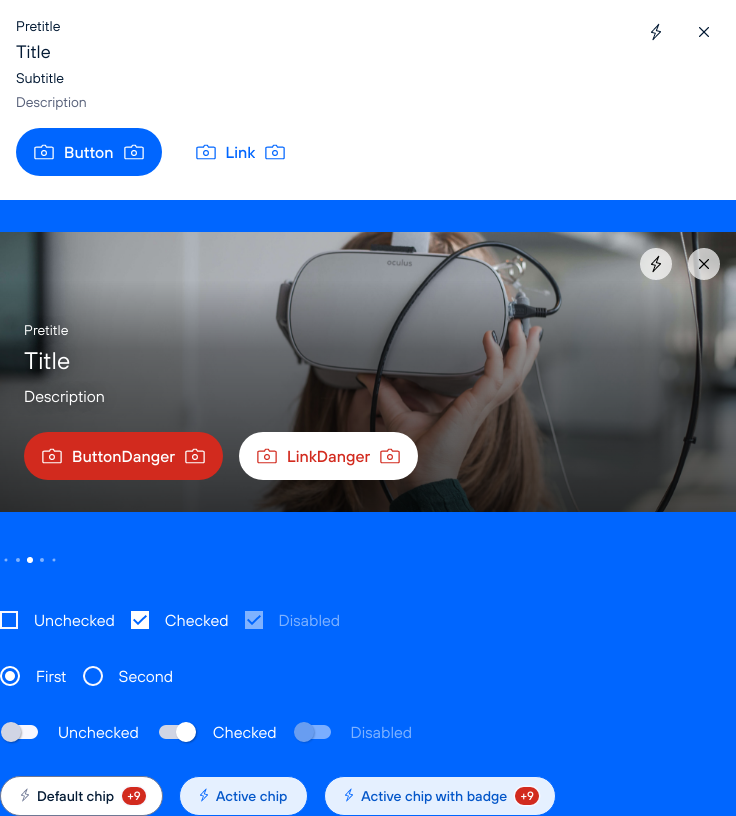 Pretitle
Title
Subtitle
Description
Button
Link
oculus
Pretitle
Title
Description
ButtonDanger
LinkDanger
Unchecked Checked Disabled
First Second
Unchecked Checked Disabled
Default chip +9 Active chip Active chip with badge +9